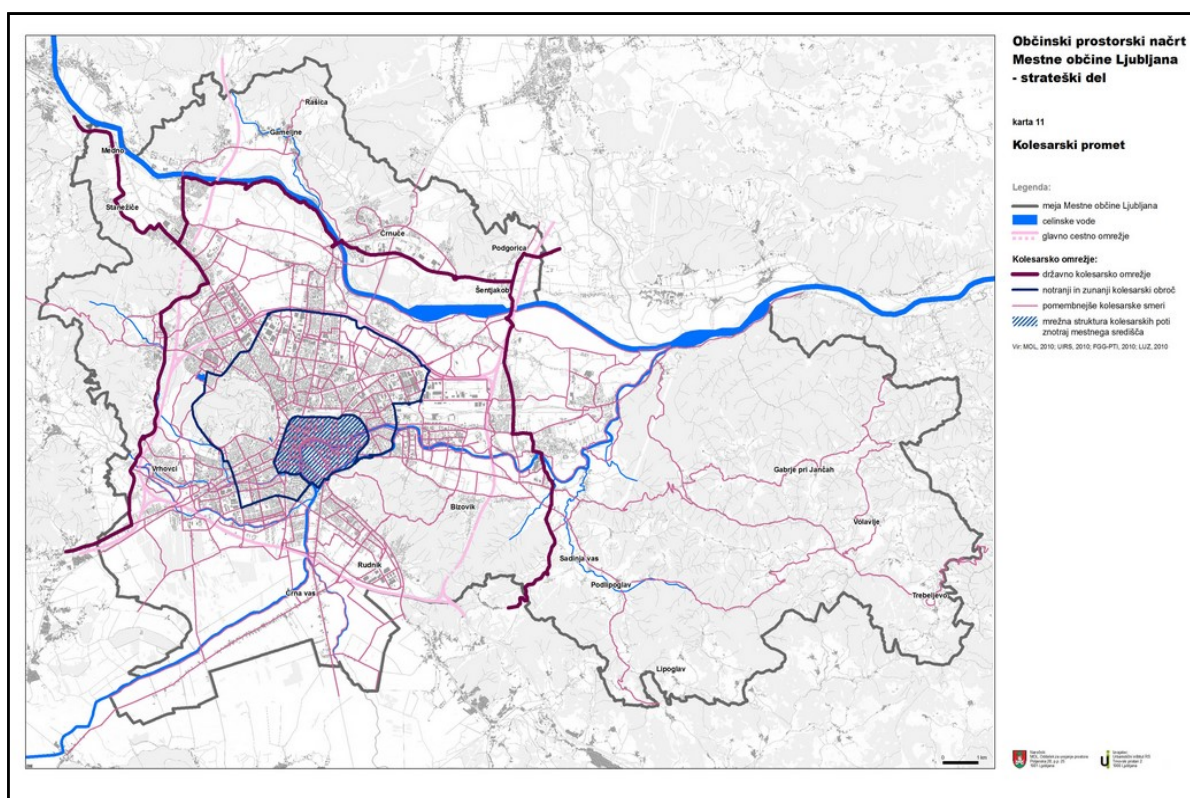 Občinski prostorski načrt
Mestne občine Ljubljana
- strateški del
karta 11
Kolesarski promet
Legenda:
meja Mestne občine Ljubljana
celinske vode
glavno cestno omrežje
Kolesarsko omrežje:
državno kolesarsko omrežje
notranji in zunanji kolesarski obroč
pomembnejše kolesarske smeri
mrežna struktura kolesarskih poti
znotraj mestnega središča
Vir: MOL, 2010; UIRS, 2010; FGG-PTI, 2010; LUZ, 2010
Rašica
Gameljne
Medno
Stanežiče
Črnuče
Podgorica
Šentjakob
Vrhovci
Gabrje pri Jančah
Bizovik
Volavlje
Sadinja vas
Rudnik
Podlipoglav
Črna vas
Trebeljevo
Lipoglav
0 1 km
1000 Ljubljana